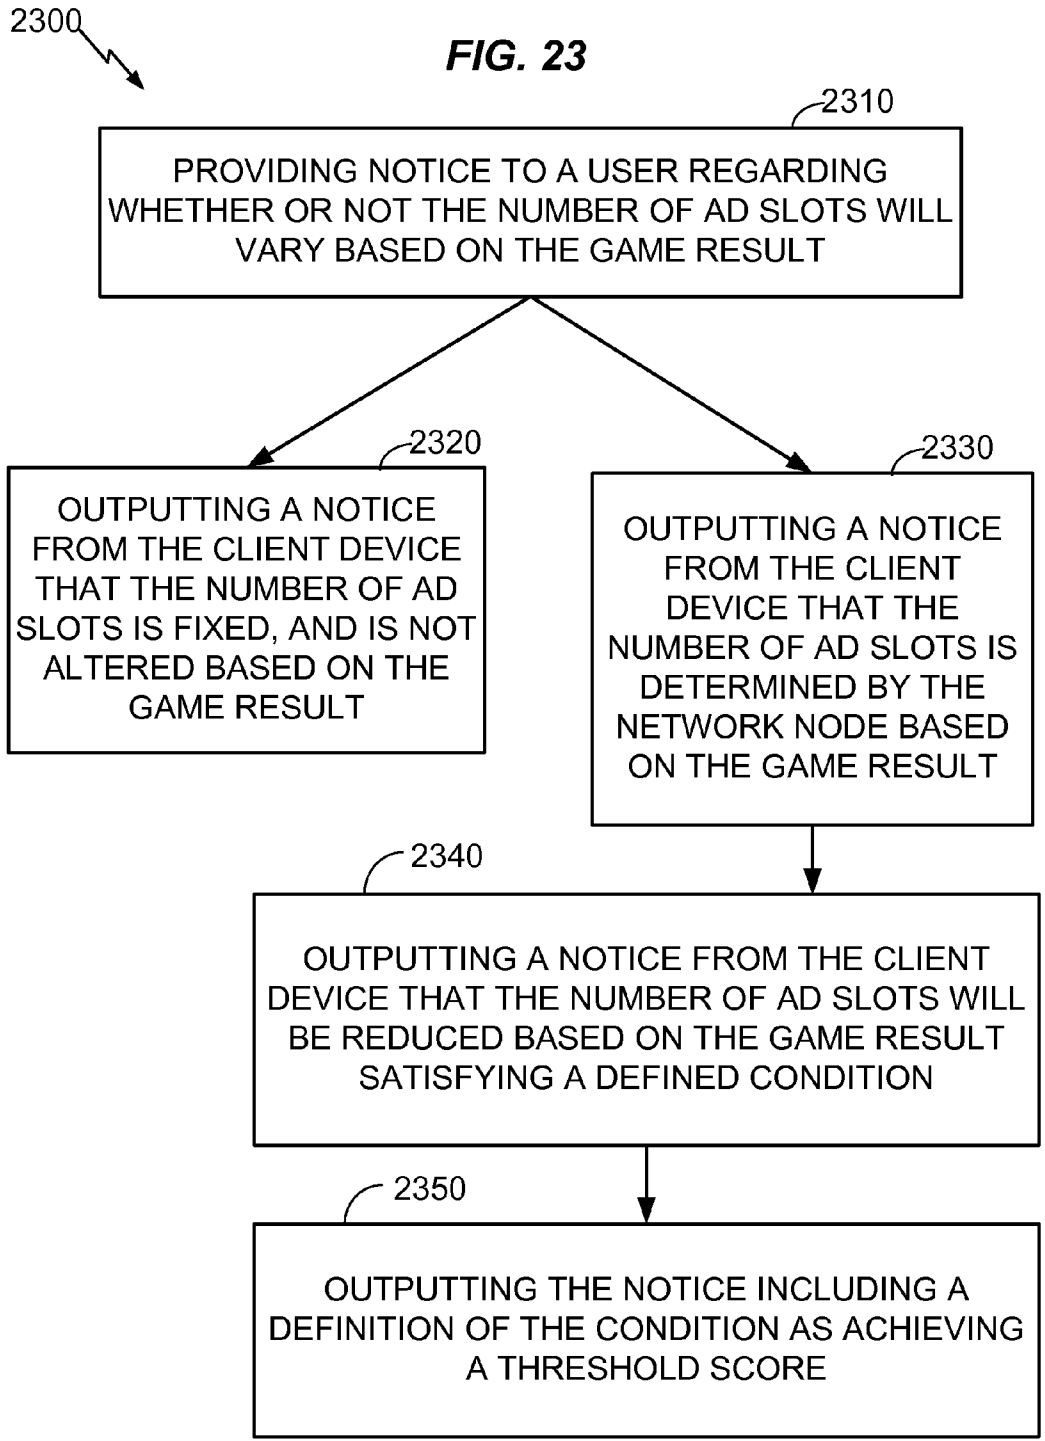 2300
FIG. 23
2310
PROVIDING NOTICE TO A USER REGARDING
WHETHER OR NOT THE NUMBER OF AD SLOTS WILL
VARY BASED ON THE GAME RESULT
2320
OUTPUTTING A NOTICE
FROM THE CLIENT DEVICE
THAT THE NUMBER OF AD
SLOTS IS FIXED, AND IS NOT
ALTERED BASED ON THE
GAME RESULT
2330
OUTPUTTING A NOTICE
FROM THE CLIENT
DEVICE THAT THE
NUMBER OF AD SLOTS IS
DETERMINED BY THE
NETWORK NODE BASED
ON THE GAME RESULT
2340
OUTPUTTING A NOTICE FROM THE CLIENT
DEVICE THAT THE NUMBER OF AD SLOTS WILL
BE REDUCED BASED ON THE GAME RESULT
SATISFYING A DEFINED CONDITION
2350
OUTPUTTING THE NOTICE INCLUDING A
DEFINITION OF THE CONDITION AS ACHIEVING
A THRESHOLD SCORE